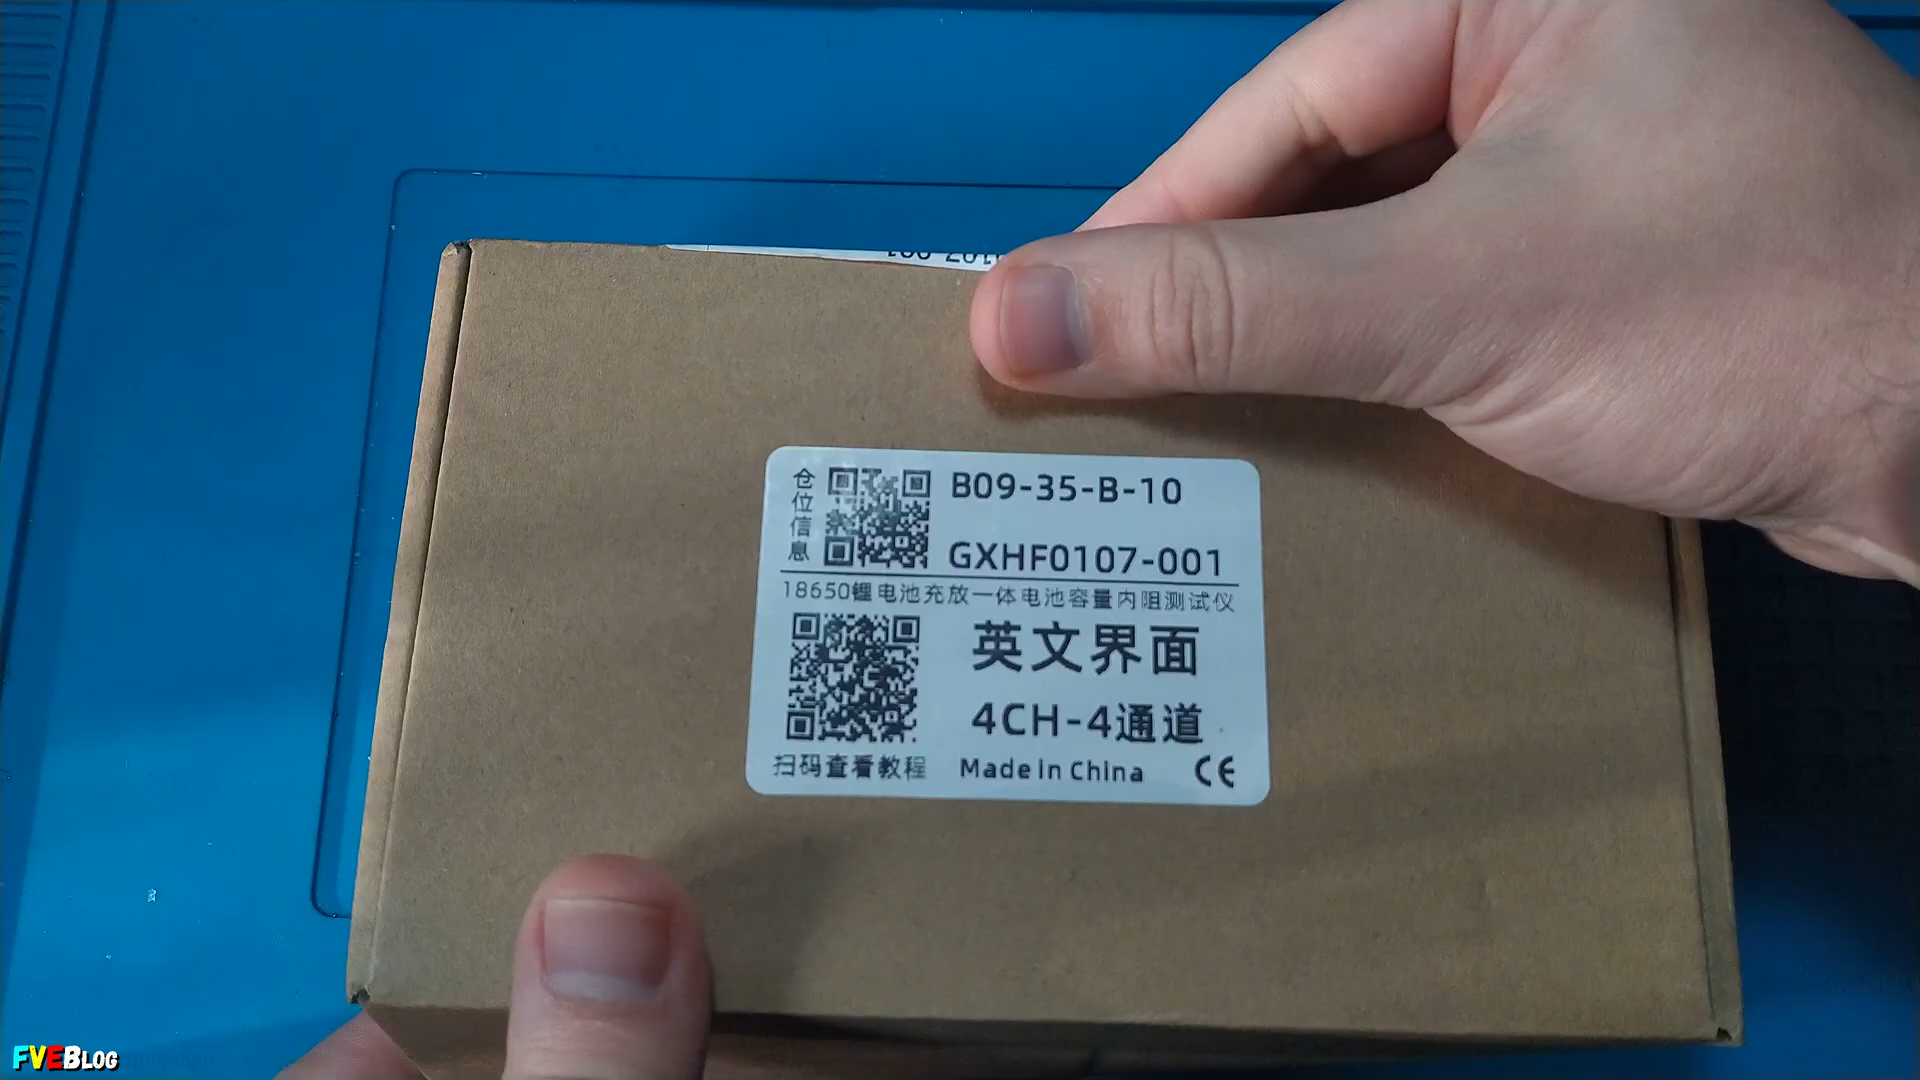 107-001
仓位信息
B09-35-B-10
GXHF0107-001
18650锂电池充放一体电池容量内阻测试仪
英文界面
4CH-4通道
扫码查看教程
Made in China
CE
FVEBLOG